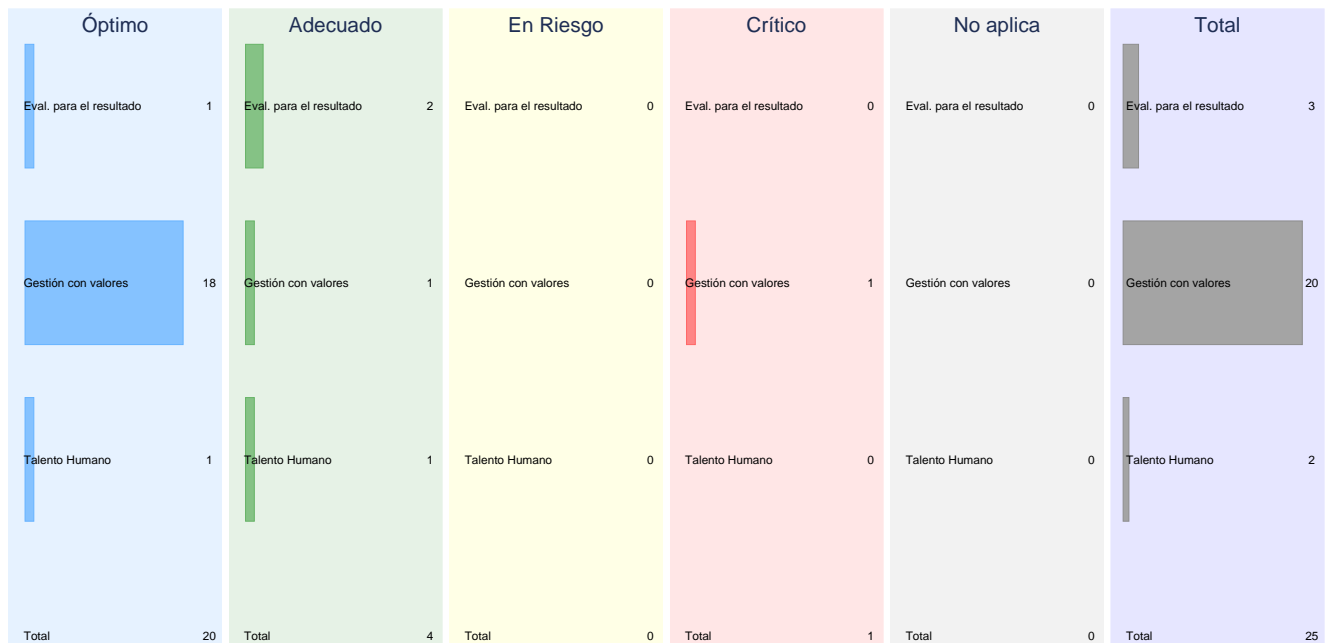 Óptimo Adecuado En Riesgo Crítico No aplica Total
Eval. para el resultado 1 Eval. para el resultado 2 Eval. para el resultado 0 Eval. para el resultado 0 Eval. para el resultado 0 Eval. para el resultado 3
Gestión con valores 18 Gestión con valores 1 Gestión con valores 0 Gestión con valores 1 Gestión con valores 0 Gestión con valores 20
Talento Humano 1 Talento Humano 1 Talento Humano 0 Talento Humano 0 Talento Humano 0 Talento Humano 2
Total 20 Total 4 Total 0 Total 1 Total 0 Total 25